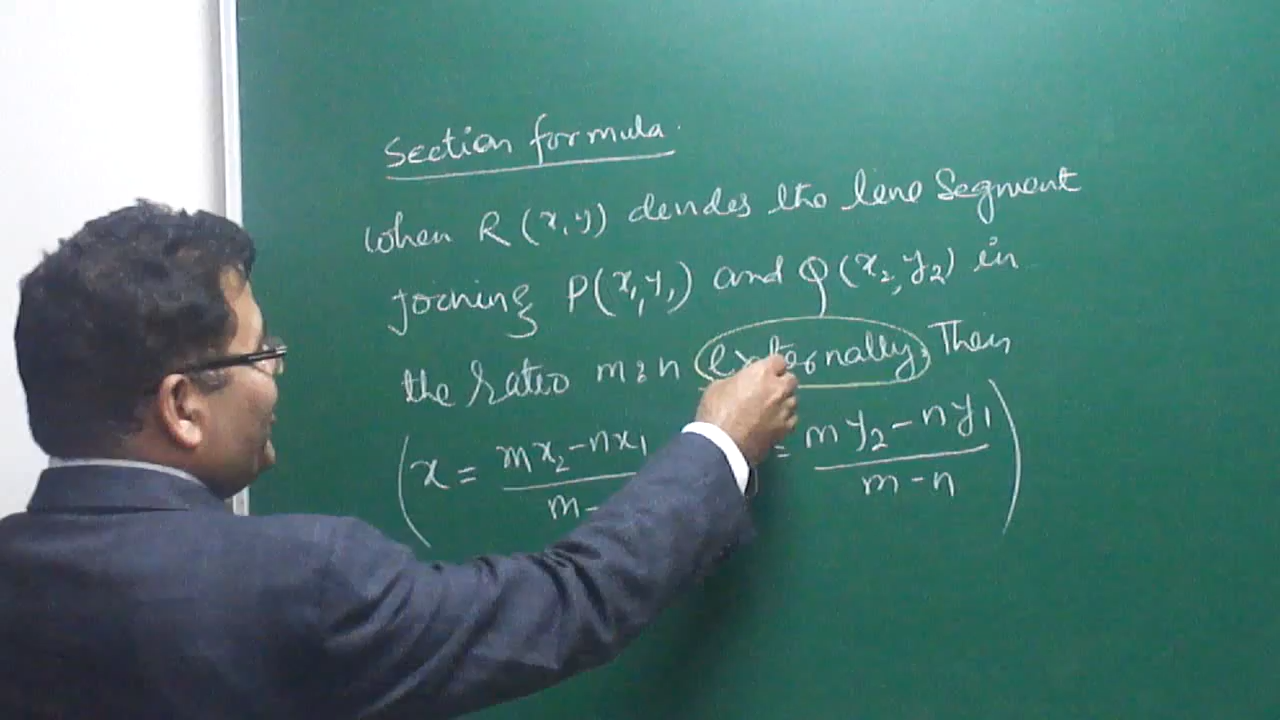 Section formula.
When R (x,y) devides the line Segment
joining P(x₁,y₁) and Q(x₂,y₂) in
the ratio m:n externally, Then
(x = mx₂-nx₁ / m- = my₂-ny₁ / m-n)